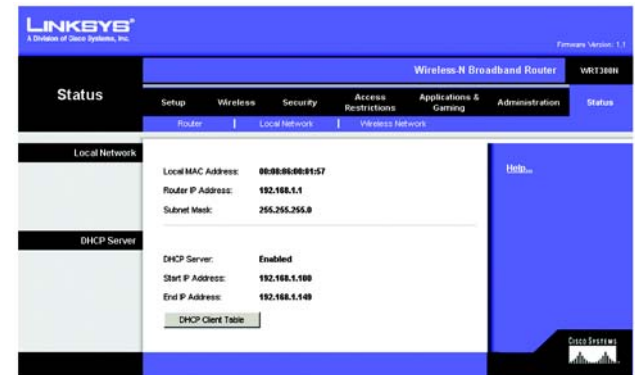 LINKSYS®
A Division of Cisco Systems, Inc.
Firmware Version: 1.1
Wireless-N Broadband Router WRT300N
Status
Setup Wireless Security Access Restrictions Applications & Gaming Administration Status
Router | Local Network | Wireless Network
Local Network
Help...
Local MAC Address: 00:08:06:00:01:57
Router IP Address: 192.168.1.1
Subnet Mask: 255.255.255.0
DHCP Server
DHCP Server: Enabled
Start IP Address: 192.168.1.100
End IP Address: 192.168.1.149
DHCP Client Table
CISCO SYSTEMS